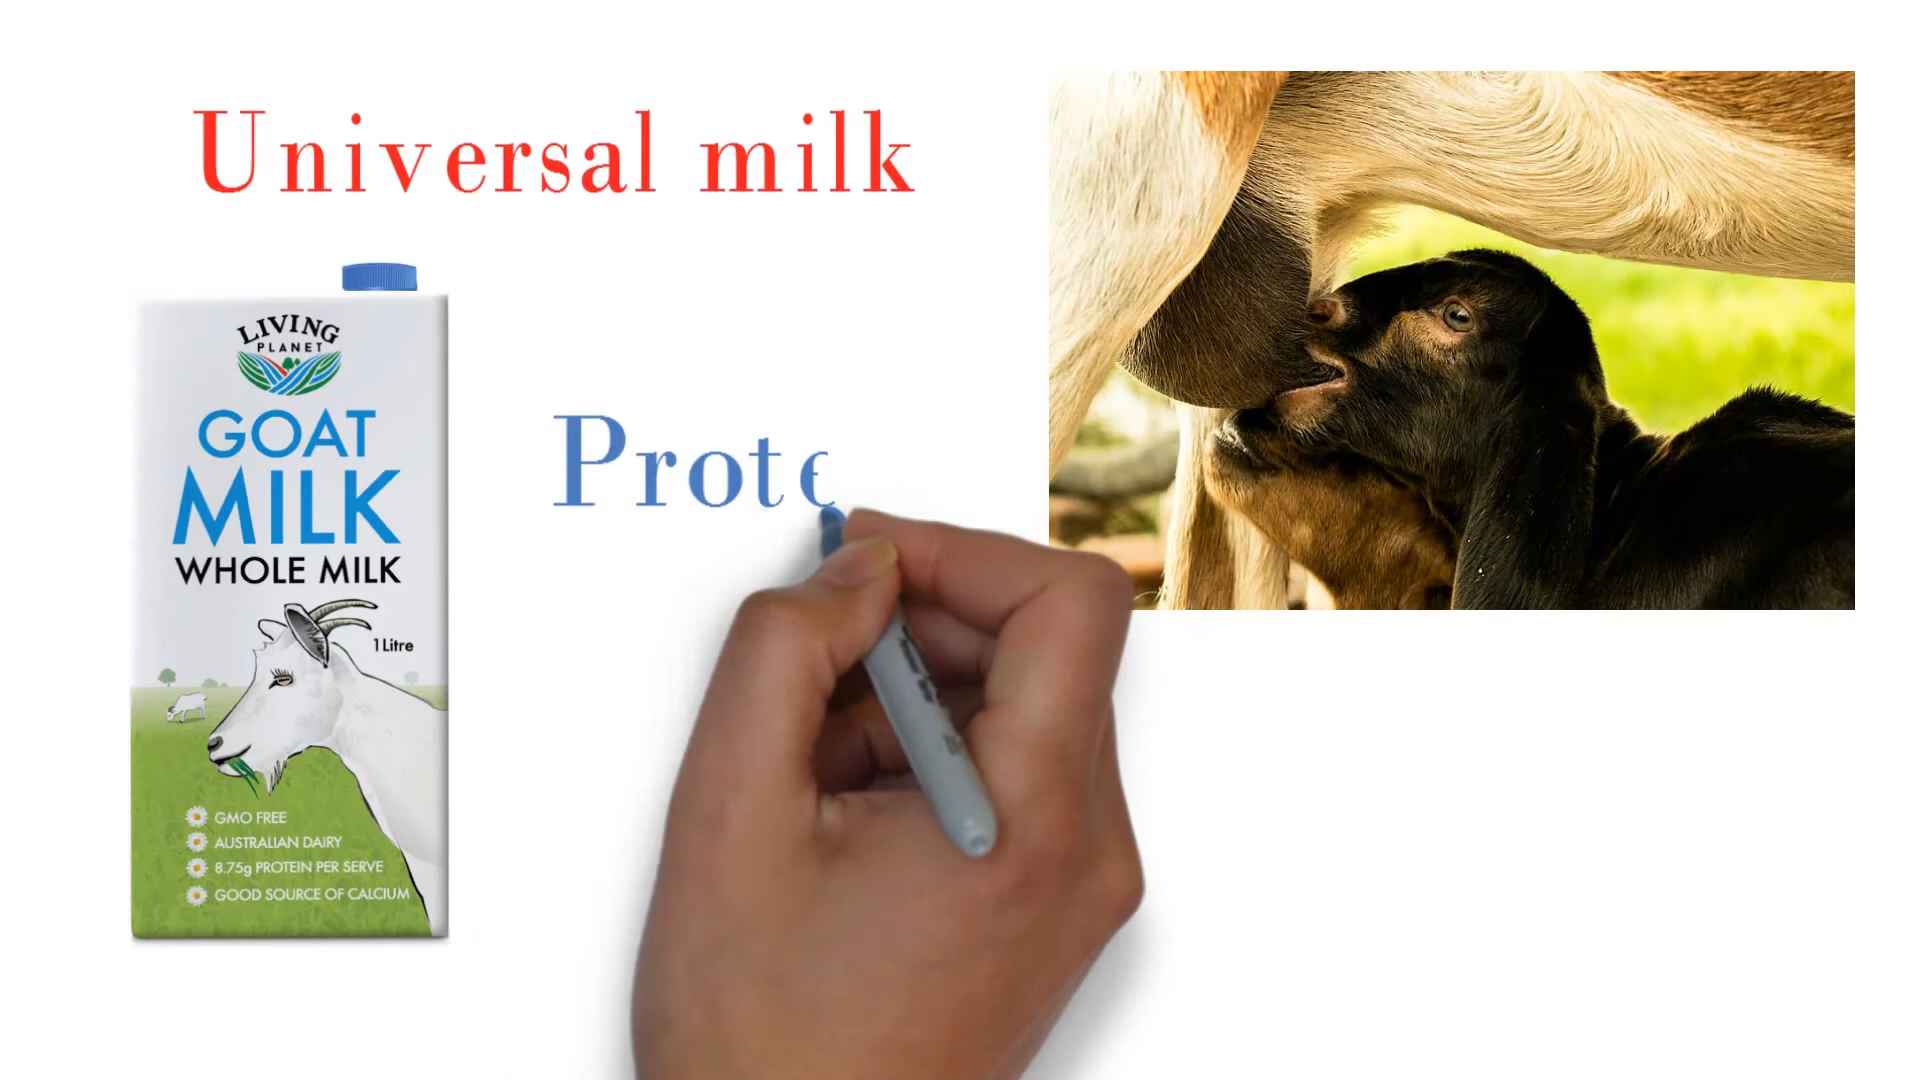 Universal milk
LIVING
PLANET
GOAT
MILK
WHOLE MILK
1 Litre
GMO FREE
AUSTRALIAN DAIRY
8.75g PROTEIN PER SERVE
GOOD SOURCE OF CALCIUM
Prote